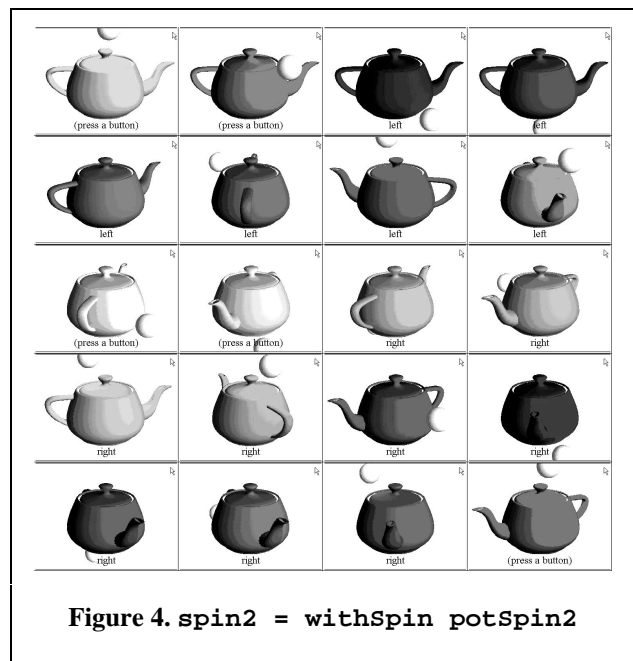 (press a button) (press a button) left left
left left left left
(press a button) (press a button) right right
right right right right
right right right (press a button)
Figure 4. spin2 = withSpin potSpin2